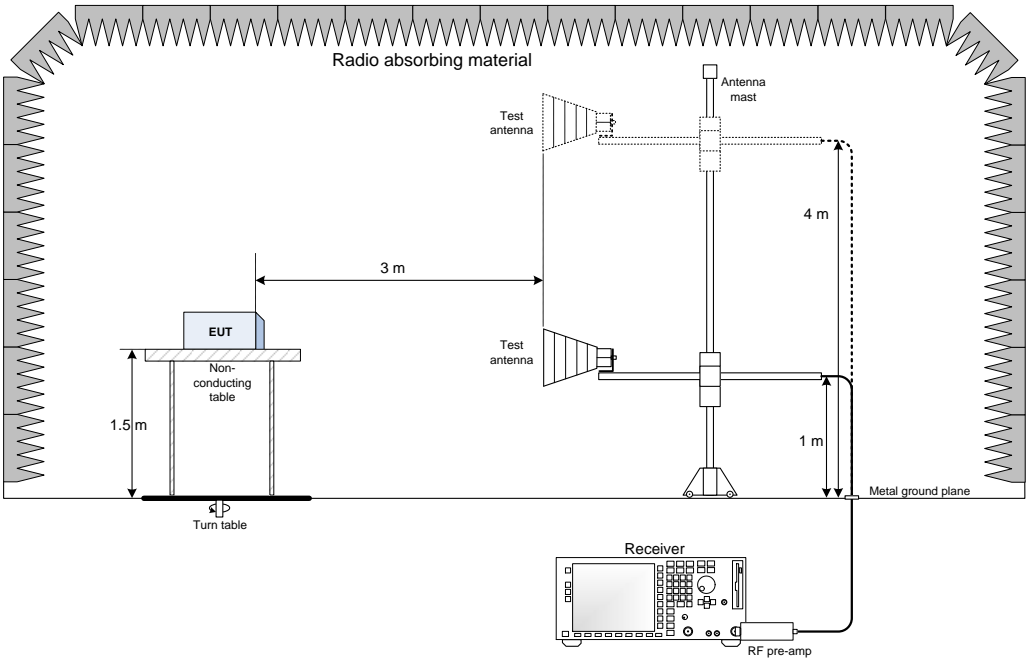 Radio absorbing material
Antenna
mast
Test
antenna
4 m
3 m
EUT
Test
antenna
Non-
conducting
table
1.5 m
1 m
Metal ground plane
Turn table
Receiver
RF pre-amp